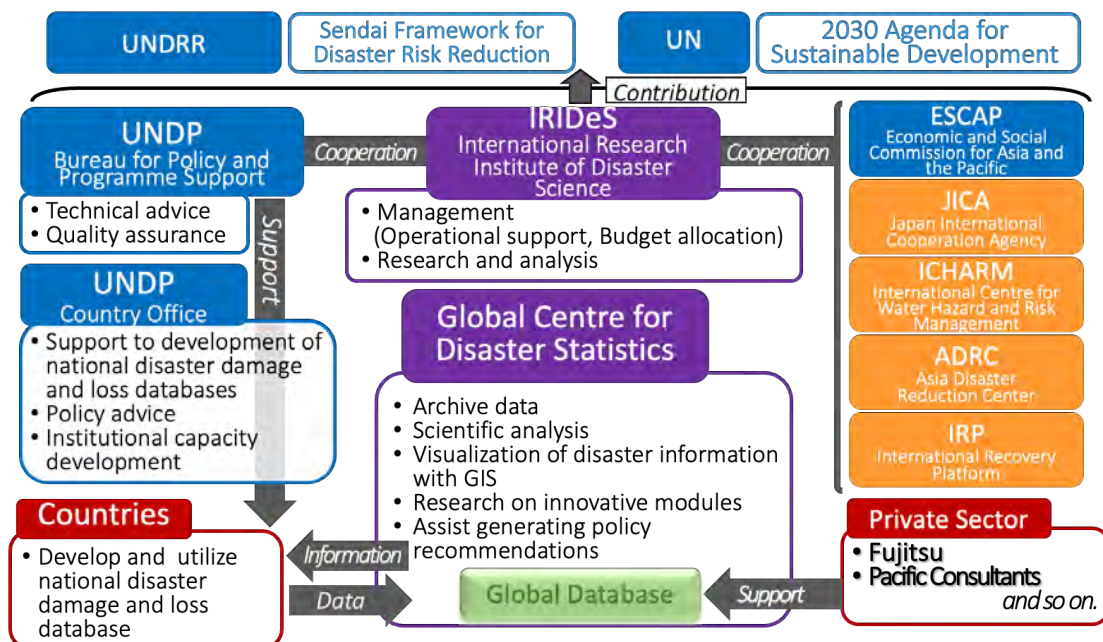 UNDRR
Sendai Framework for
Disaster Risk Reduction
UN
2030 Agenda for
Sustainable Development
Contribution
UNDP
Bureau for Policy and
Programme Support
• Technical advice
• Quality assurance
Cooperation
IRIDeS
International Research
Institute of Disaster
Science
• Management
(Operational support, Budget allocation)
• Research and analysis
Cooperation
ESCAP
Economic and Social
Commission for Asia and
the Pacific
JICA
Japan International
Cooperation Agency
ICHARM
International Centre for
Water Hazard and Risk
Management
ADRC
Asia Disaster
Reduction Center
IRP
International Recovery
Platform
Support
UNDP
Country Office
• Support to development of
national disaster damage
and loss databases
• Policy advice
• Institutional capacity
development
Global Centre for
Disaster Statistics
• Archive data
• Scientific analysis
• Visualization of disaster information
with GIS
• Research on innovative modules
• Assist generating policy
recommendations
Global Database
Countries
• Develop and utilize
national disaster
damage and loss
database
Information
Data
Support
Private Sector
• Fujitsu
• Pacific Consultants
and so on.